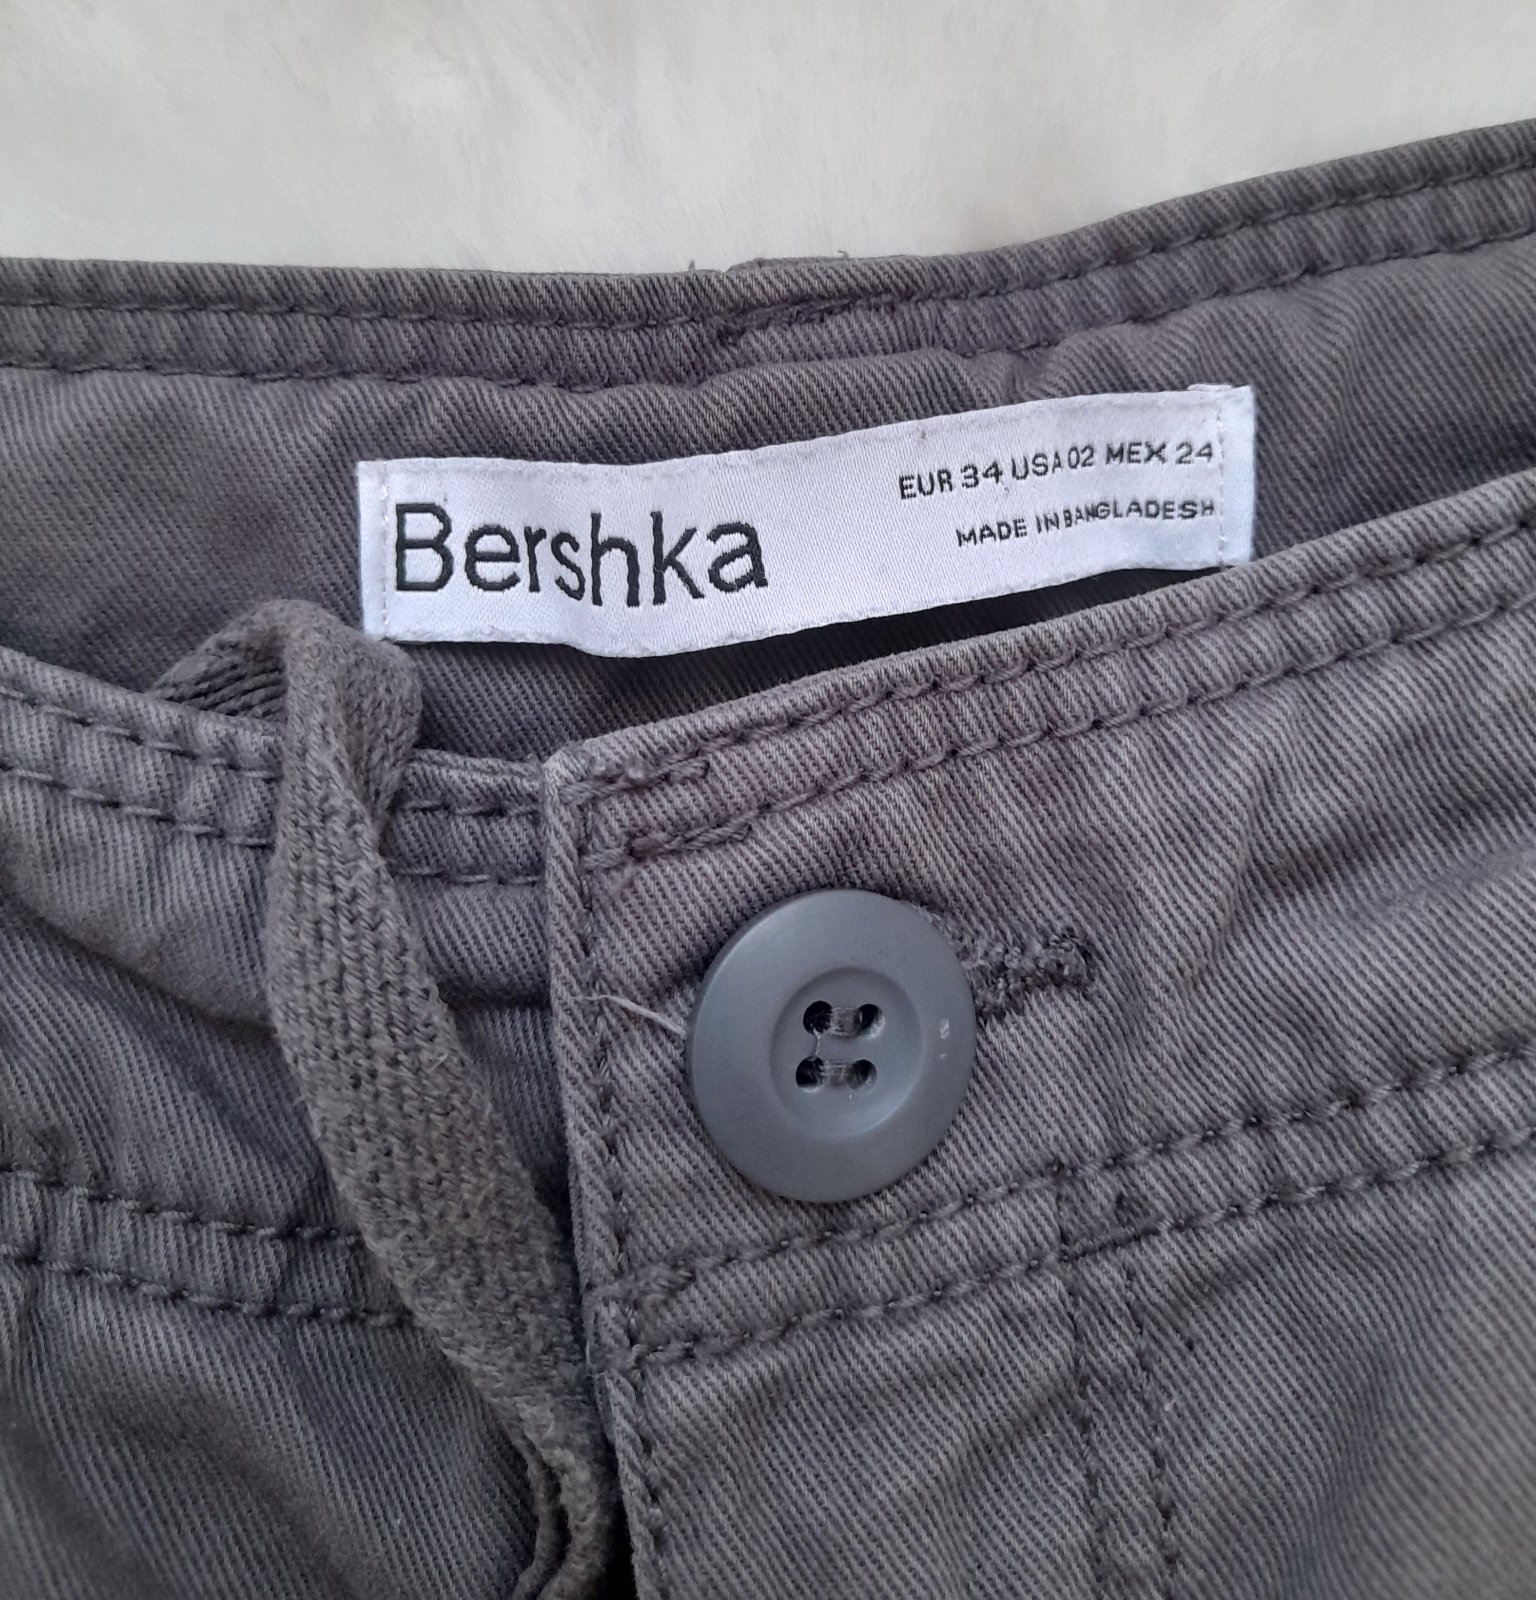 Bershka
EUR 34 USA 02 MEX 24
MADE IN BANGLADESH